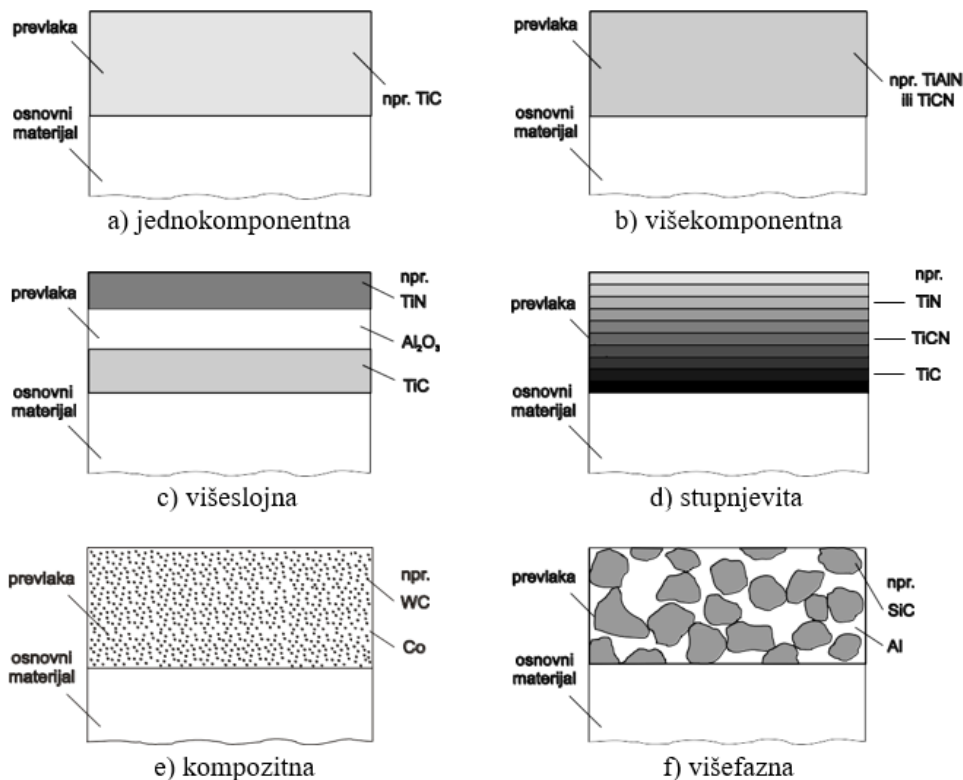 prevlaka
npr. TiC
osnovni
materijal
a) jednokomponentna
prevlaka
npr. TiAlN
ili TiCN
osnovni
materijal
b) višekomponentna
npr.
TiN
prevlaka
Al₂O₃
TiC
osnovni
materijal
c) višeslojna
npr.
TiN
prevlaka
TiCN
TiC
osnovni
materijal
d) stupnjevita
prevlaka
npr.
WC
Co
osnovni
materijal
e) kompozitna
prevlaka
npr.
SiC
Al
osnovni
materijal
f) višefazna